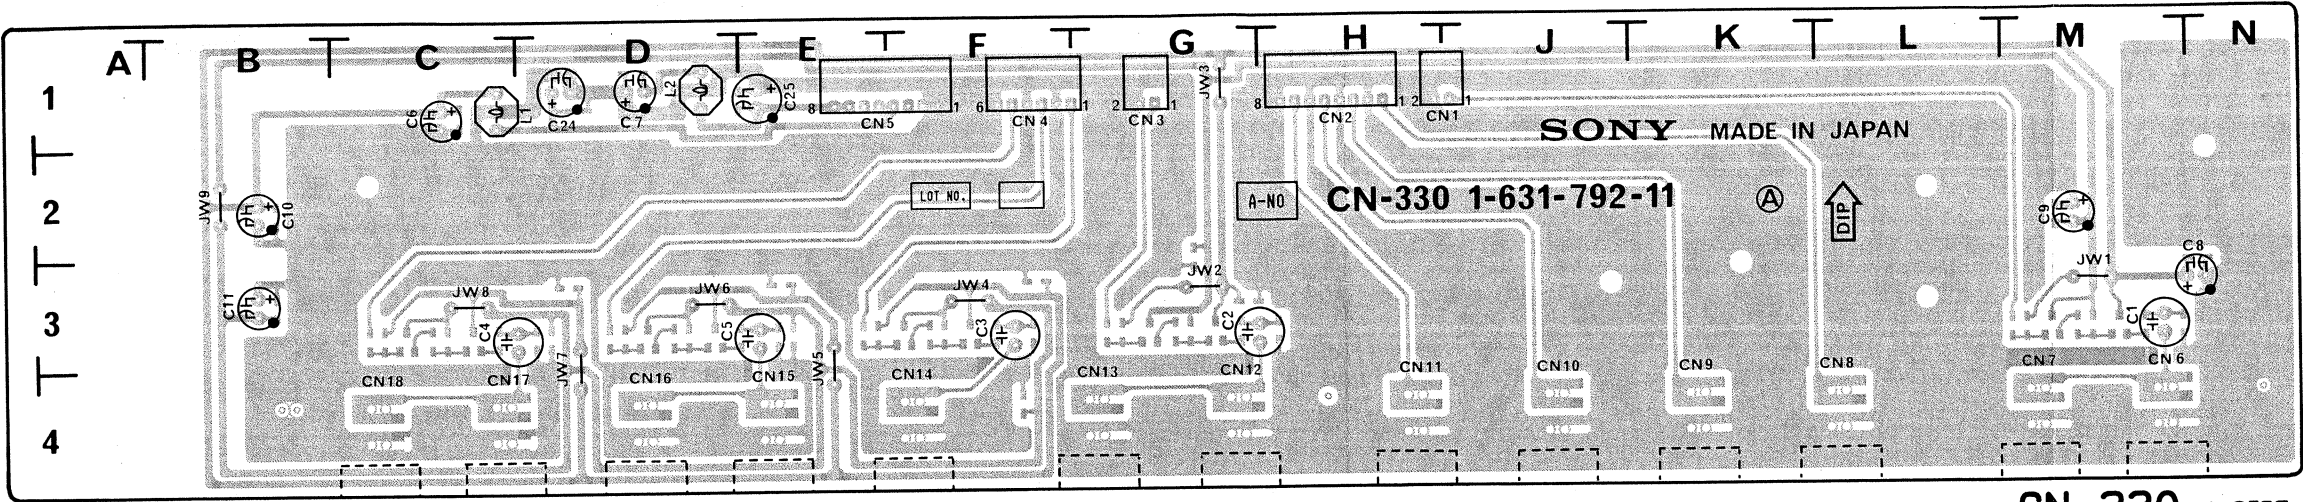 A B C D E F G H J K L M N
1
C6 L1 C24 C7 L2 C25
8 CN5 1
6 CN4 1
2 CN3 1
JW3
8 CN2 1
2 CN1 1
SONY MADE IN JAPAN
2
JW9 C10
LOT NO.
A-NO
CN-330 1-631-792-11
A
DIP
C9
C8
JW1
3
C11
JW8 C4
JW6 C5
JW4 C3
JW2 C2
C1
JW7
JW5
CN18 CN17 CN16 CN15 CN14 CN13 CN12 CN11 CN10 CN9 CN8 CN7 CN6
4